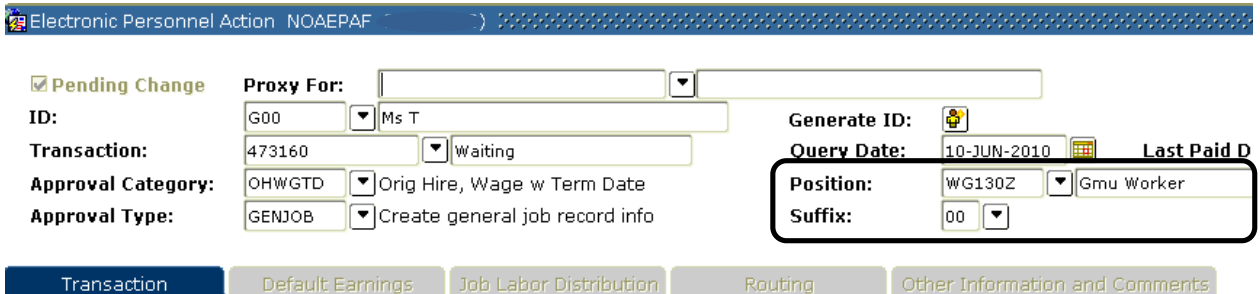 Electronic Personnel Action NOAEPAF )
Pending Change Proxy For:
ID: G00 Ms T Generate ID:
Transaction: 473160 Waiting Query Date: 10-JUN-2010 Last Paid D
Approval Category: OHWGTD Orig Hire, Wage w Term Date Position: WG130Z Gmu Worker
Approval Type: GENJOB Create general job record info Suffix: 00
Transaction Default Earnings Job Labor Distribution Routing Other Information and Comments